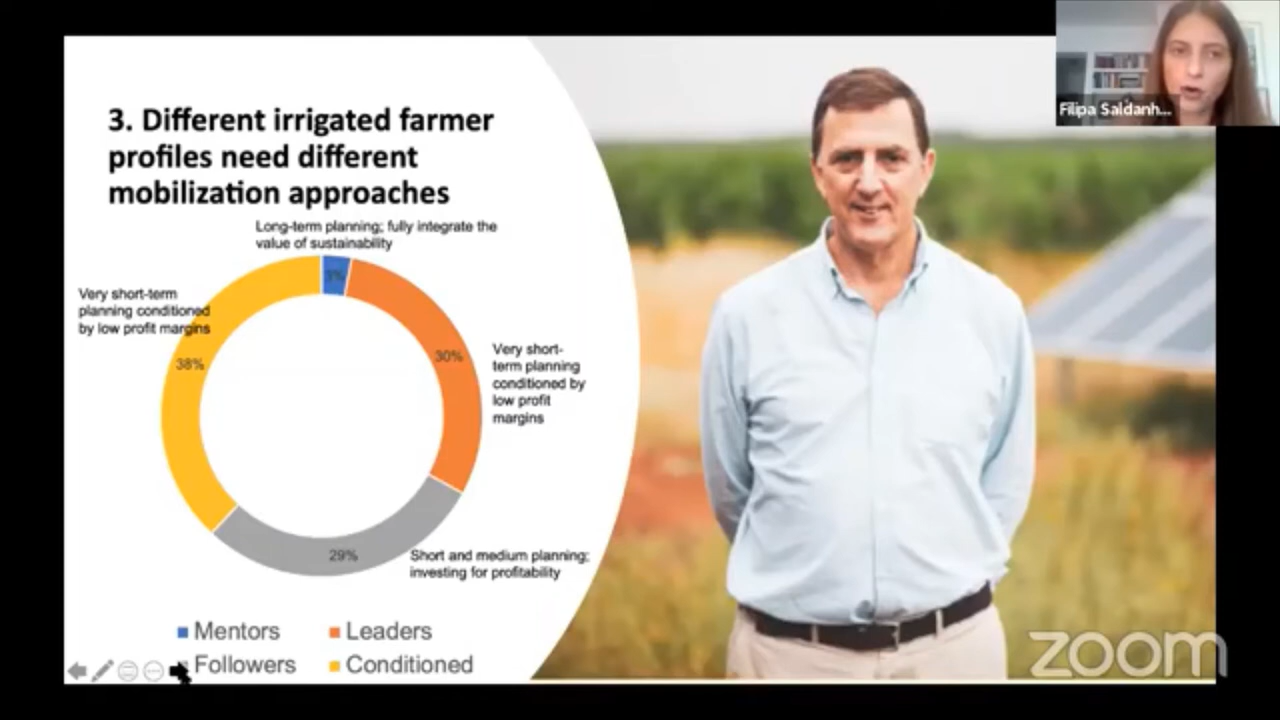 Filipa Saldanh...
3. Different irrigated farmer
profiles need different
mobilization approaches
Long-term planning; fully integrate the
value of sustainability
3%
Very short-term
planning conditioned
by low profit margins
38%
30%
Very short-
term planning
conditioned by
low profit
margins
29%
Short and medium planning;
investing for profitability
Mentors
Leaders
Followers
Conditioned
zoom